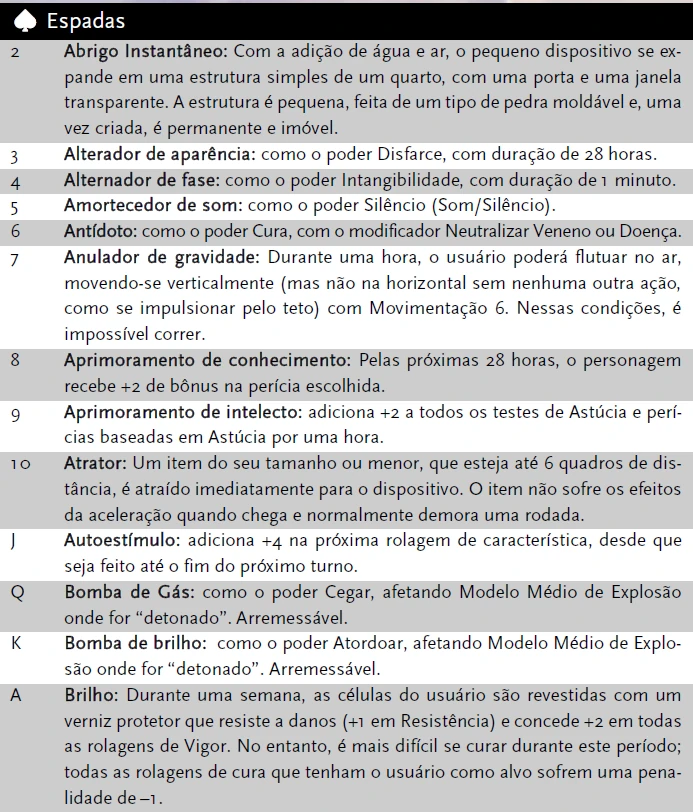 ♠ Espadas
2 Abrigo Instantâneo: Com a adição de água e ar, o pequeno dispositivo se ex-
pande em uma estrutura simples de um quarto, com uma porta e uma janela
transparente. A estrutura é pequena, feita de um tipo de pedra moldável e, uma
vez criada, é permanente e imóvel.
3 Alterador de aparência: como o poder Disfarce, com duração de 28 horas.
4 Alternador de fase: como o poder Intangibilidade, com duração de 1 minuto.
5 Amortecedor de som: como o poder Silêncio (Som/Silêncio).
6 Antídoto: como o poder Cura, com o modificador Neutralizar Veneno ou Doença.
7 Anulador de gravidade: Durante uma hora, o usuário poderá flutuar no ar,
movendo-se verticalmente (mas não na horizontal sem nenhuma outra ação,
como se impulsionar pelo teto) com Movimentação 6. Nessas condições, é
impossível correr.
8 Aprimoramento de conhecimento: Pelas próximas 28 horas, o personagem
recebe +2 de bônus na perícia escolhida.
9 Aprimoramento de intelecto: adiciona +2 a todos os testes de Astúcia e perí-
cias baseadas em Astúcia por uma hora.
10 Atrator: Um item do seu tamanho ou menor, que esteja até 6 quadros de dis-
tância, é atraído imediatamente para o dispositivo. O item não sofre os efeitos
da aceleração quando chega e normalmente demora uma rodada.
J Autoestímulo: adiciona +4 na próxima rolagem de característica, desde que
seja feito até o fim do próximo turno.
Q Bomba de Gás: como o poder Cegar, afetando Modelo Médio de Explosão
onde for “detonado”. Arremessável.
K Bomba de brilho: como o poder Atordoar, afetando Modelo Médio de Explo-
são onde for “detonado”. Arremessável.
A Brilho: Durante uma semana, as células do usuário são revestidas com um
verniz protetor que resiste a danos (+1 em Resistência) e concede +2 em todas
as rolagens de Vigor. No entanto, é mais difícil se curar durante este período;
todas as rolagens de cura que tenham o usuário como alvo sofrem uma pena-
lidade de –1.